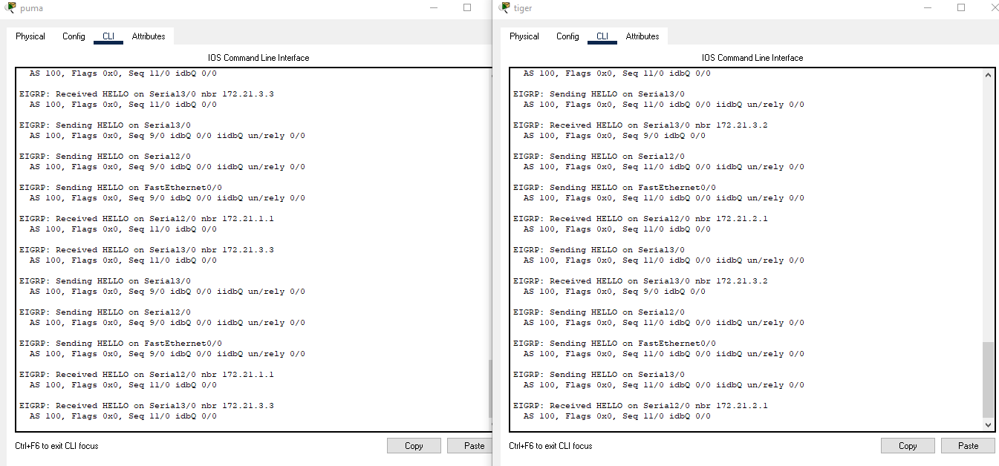 puma
Physical Config CLI Attributes
IOS Command Line Interface
AS 100, Flags 0x0, Seq 11/0 idbQ 0/0
EIGRP: Received HELLO on Serial3/0 nbr 172.21.3.3
AS 100, Flags 0x0, Seq 11/0 idbQ 0/0
EIGRP: Sending HELLO on Serial3/0
AS 100, Flags 0x0, Seq 9/0 idbQ 0/0 iidbQ un/rely 0/0
EIGRP: Sending HELLO on Serial2/0
AS 100, Flags 0x0, Seq 9/0 idbQ 0/0 iidbQ un/rely 0/0
EIGRP: Sending HELLO on FastEthernet0/0
AS 100, Flags 0x0, Seq 9/0 idbQ 0/0 iidbQ un/rely 0/0
EIGRP: Received HELLO on Serial2/0 nbr 172.21.1.1
AS 100, Flags 0x0, Seq 11/0 idbQ 0/0
EIGRP: Received HELLO on Serial3/0 nbr 172.21.3.3
AS 100, Flags 0x0, Seq 11/0 idbQ 0/0
EIGRP: Sending HELLO on Serial3/0
AS 100, Flags 0x0, Seq 9/0 idbQ 0/0 iidbQ un/rely 0/0
EIGRP: Sending HELLO on Serial2/0
AS 100, Flags 0x0, Seq 9/0 idbQ 0/0 iidbQ un/rely 0/0
EIGRP: Sending HELLO on FastEthernet0/0
AS 100, Flags 0x0, Seq 9/0 idbQ 0/0 iidbQ un/rely 0/0
EIGRP: Received HELLO on Serial2/0 nbr 172.21.1.1
AS 100, Flags 0x0, Seq 11/0 idbQ 0/0
EIGRP: Received HELLO on Serial3/0 nbr 172.21.3.3
AS 100, Flags 0x0, Seq 11/0 idbQ 0/0
Ctrl+F6 to exit CLI focus
Copy
Paste
tiger
Physical Config CLI Attributes
IOS Command Line Interface
AS 100, Flags 0x0, Seq 11/0 idbQ 0/0
EIGRP: Sending HELLO on Serial3/0
AS 100, Flags 0x0, Seq 11/0 idbQ 0/0 iidbQ un/rely 0/0
EIGRP: Received HELLO on Serial3/0 nbr 172.21.3.2
AS 100, Flags 0x0, Seq 9/0 idbQ 0/0
EIGRP: Sending HELLO on Serial2/0
AS 100, Flags 0x0, Seq 11/0 idbQ 0/0 iidbQ un/rely 0/0
EIGRP: Sending HELLO on FastEthernet0/0
AS 100, Flags 0x0, Seq 11/0 idbQ 0/0 iidbQ un/rely 0/0
EIGRP: Received HELLO on Serial2/0 nbr 172.21.2.1
AS 100, Flags 0x0, Seq 11/0 idbQ 0/0
EIGRP: Sending HELLO on Serial3/0
AS 100, Flags 0x0, Seq 11/0 idbQ 0/0 iidbQ un/rely 0/0
EIGRP: Received HELLO on Serial3/0 nbr 172.21.3.2
AS 100, Flags 0x0, Seq 9/0 idbQ 0/0
EIGRP: Sending HELLO on Serial2/0
AS 100, Flags 0x0, Seq 11/0 idbQ 0/0 iidbQ un/rely 0/0
EIGRP: Sending HELLO on FastEthernet0/0
AS 100, Flags 0x0, Seq 11/0 idbQ 0/0 iidbQ un/rely 0/0
EIGRP: Sending HELLO on Serial3/0
AS 100, Flags 0x0, Seq 11/0 idbQ 0/0 iidbQ un/rely 0/0
EIGRP: Received HELLO on Serial2/0 nbr 172.21.2.1
AS 100, Flags 0x0, Seq 11/0 idbQ 0/0
Ctrl+F6 to exit CLI focus
Copy
Paste